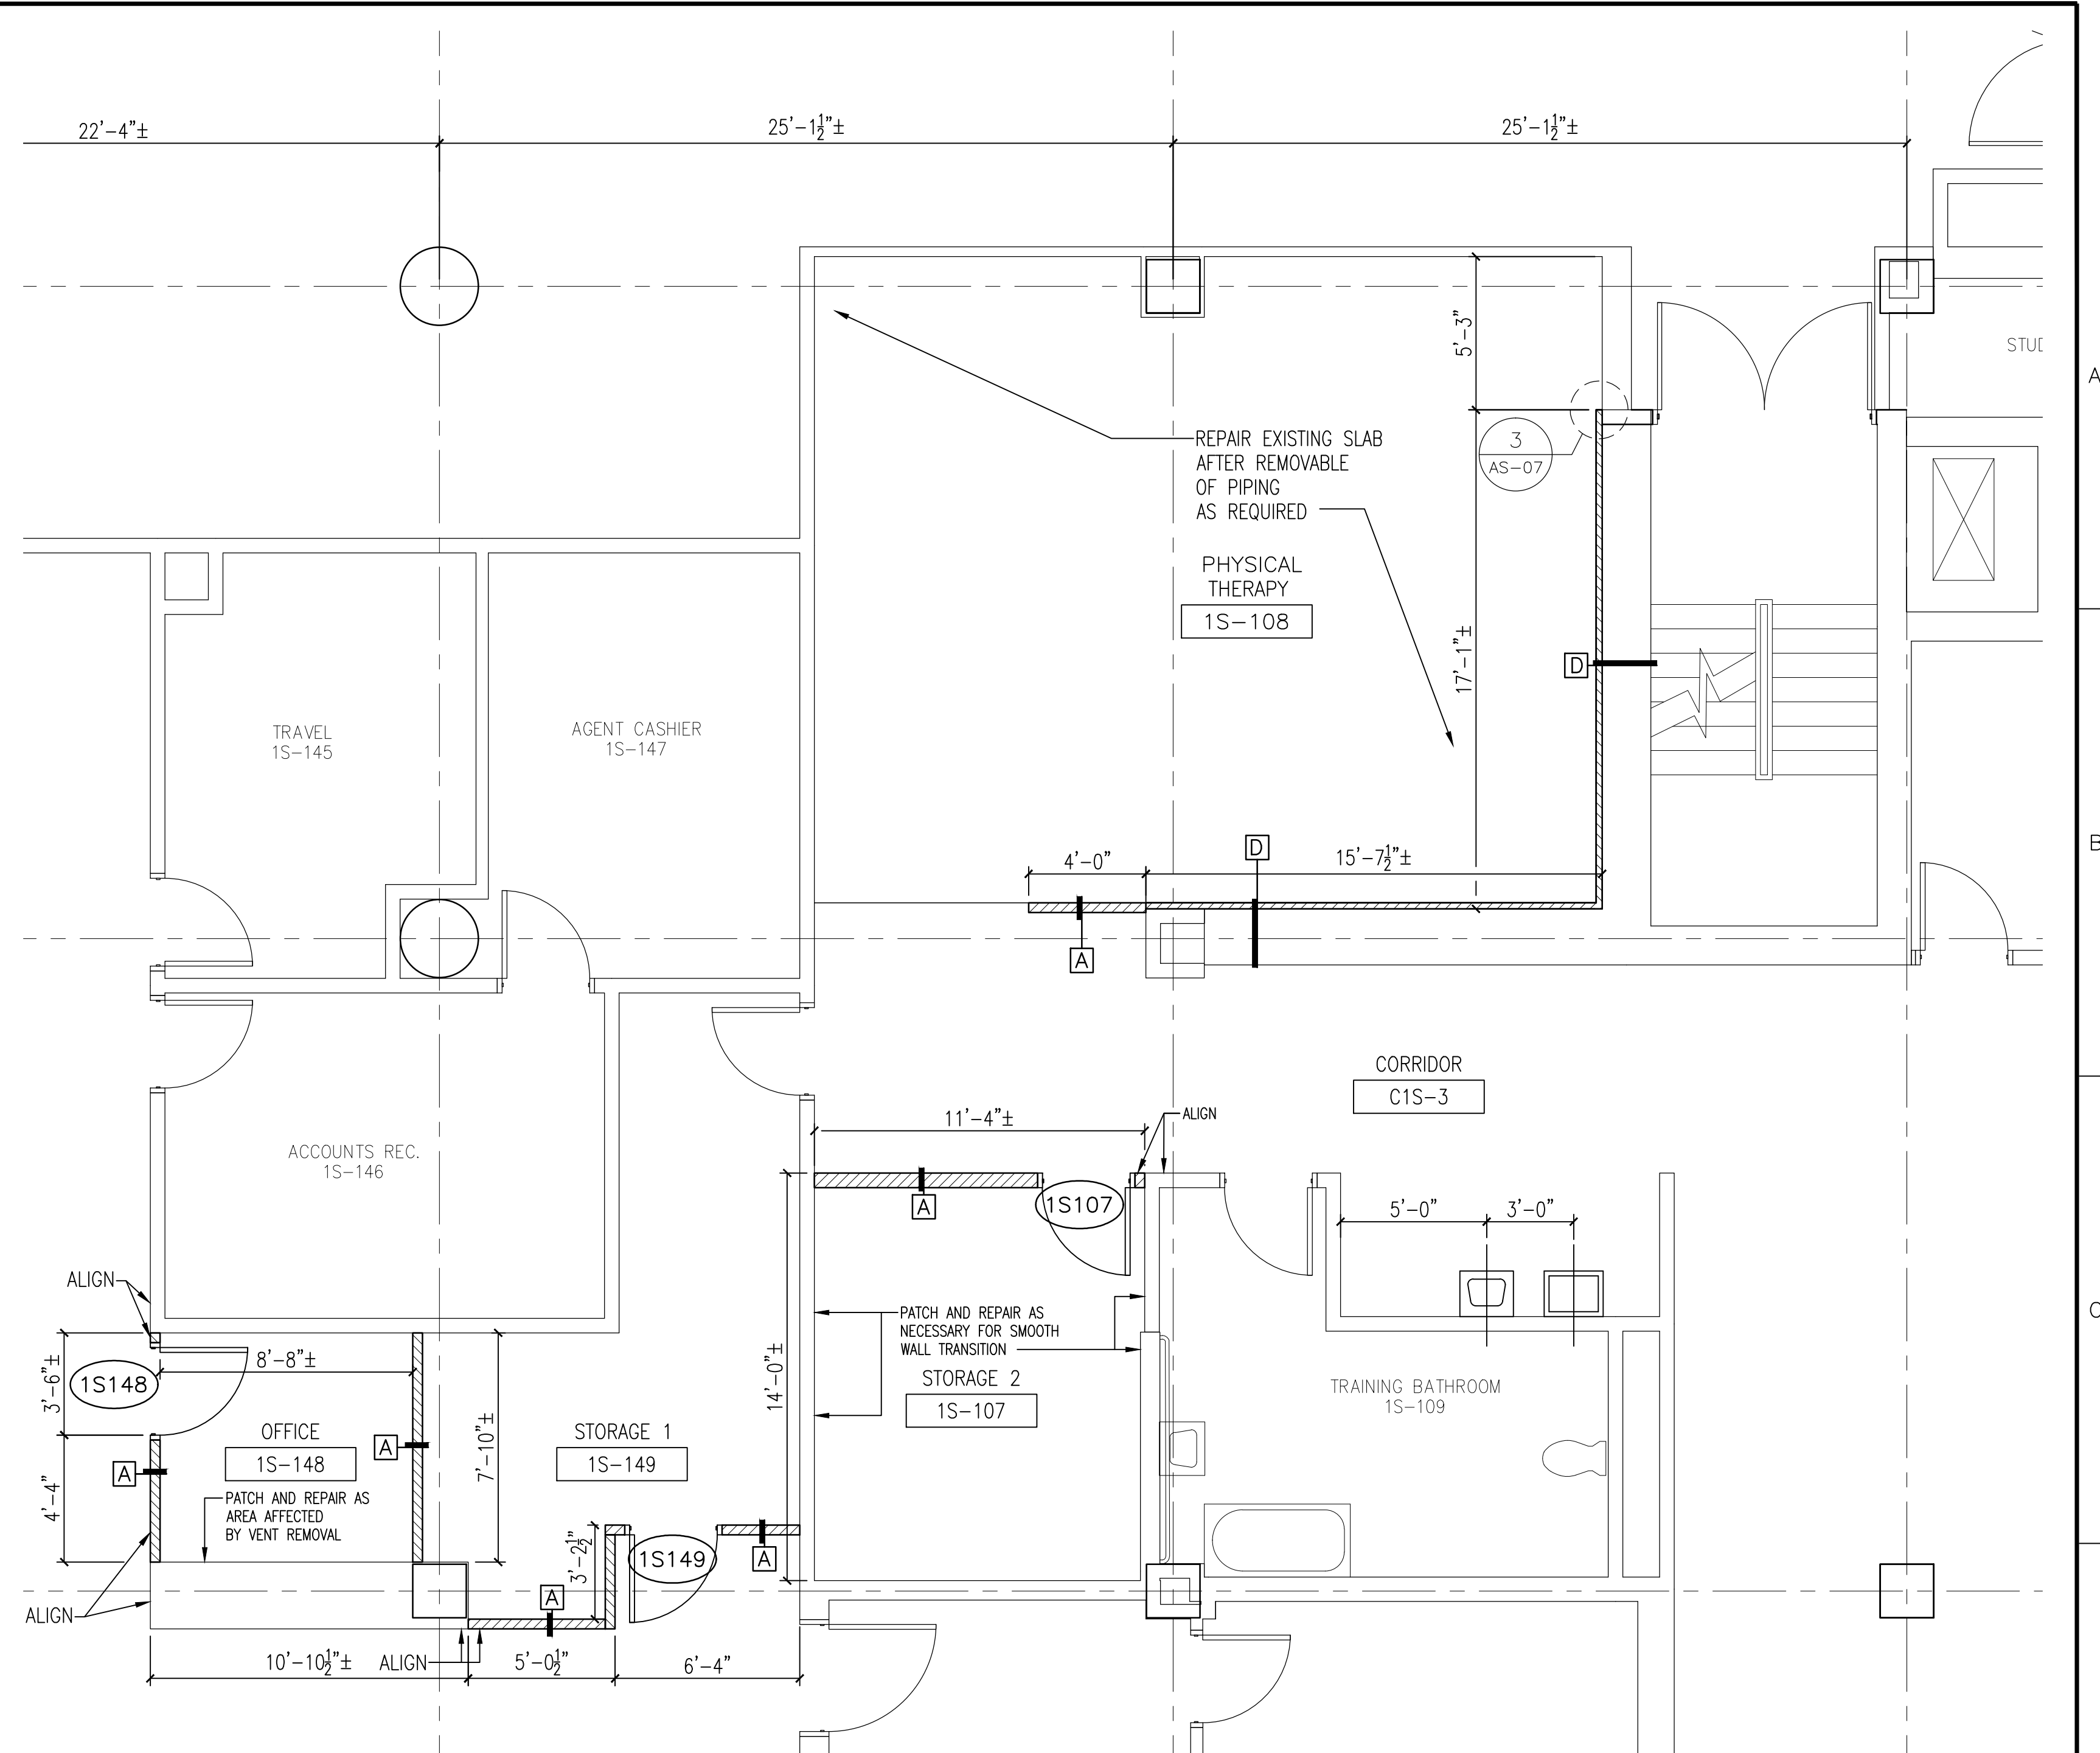 22'-4"±
25'-1½"±
25'-1½"±
5'-3"
A
REPAIR EXISTING SLAB
AFTER REMOVABLE
OF PIPING
AS REQUIRED
3
AS-07
PHYSICAL
THERAPY
1S-108
17'-1"±
D
TRAVEL
1S-145
AGENT CASHIER
1S-147
4'-0"
D
15'-7½"±
B
A
CORRIDOR
C1S-3
11'-4"±
ALIGN
ACCOUNTS REC.
1S-146
A
1S107
5'-0"
3'-0"
ALIGN
PATCH AND REPAIR AS
NECESSARY FOR SMOOTH
WALL TRANSITION
3'-6"±
1S148
8'-8"±
14'-0"±
STORAGE 2
1S-107
TRAINING BATHROOM
1S-109
OFFICE
1S-148
A
A
7'-10"±
STORAGE 1
1S-149
4'-4"
PATCH AND REPAIR AS
AREA AFFECTED
BY VENT REMOVAL
3'-2½"
1S149
A
A
ALIGN
10'-10½"±
ALIGN
5'-0½"
6'-4"